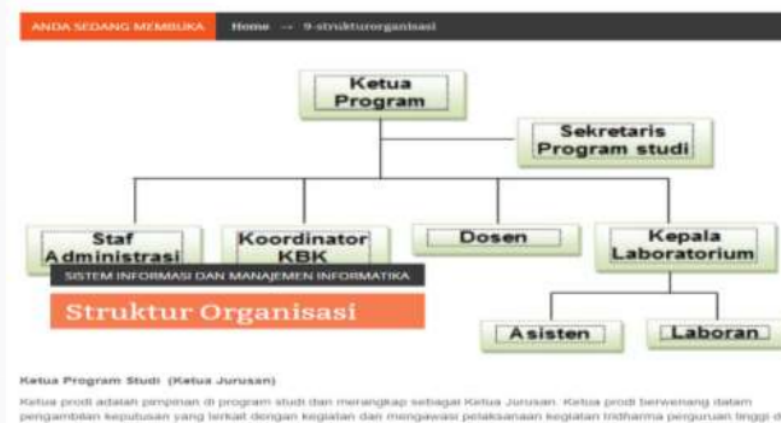 ANDA SEDANG MEMBUKA Home → 9-strukturorganisasi
Ketua
Program
Sekretaris
Program studi
Staf
Administrasi
Koordinator
KBK
Dosen
Kepala
Laboratorium
SISTEM INFORMASI DAN MANAJEMEN INFORMATIKA
Struktur Organisasi
Asisten
Laboran
Ketua Program Studi (Ketua Jurusan)
Ketua prodi adalah pimpinan di program studi dan merangkap sebagai Ketua Jurusan. Ketua prodi berwenang dalam
pengambilan keputusan yang terkait dengan kegiatan dan mengawasi pelaksanaan kegiatan tridharma perguruan tinggi d